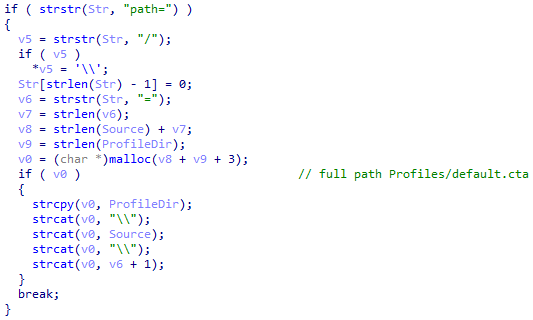 if ( strstr(Str, "path=") )
{
  v5 = strstr(Str, "/");
  if ( v5 )
    *v5 = '\\';
  Str[strlen(Str) - 1] = 0;
  v6 = strstr(Str, "=");
  v7 = strlen(v6);
  v8 = strlen(Source) + v7;
  v9 = strlen(ProfileDir);
  v0 = (char *)malloc(v8 + v9 + 3);
  if ( v0 )                             // full path Profiles/default.cta
  {
    strcpy(v0, ProfileDir);
    strcat(v0, "\\");
    strcat(v0, Source);
    strcat(v0, "\\");
    strcat(v0, v6 + 1);
  }
  break;
}